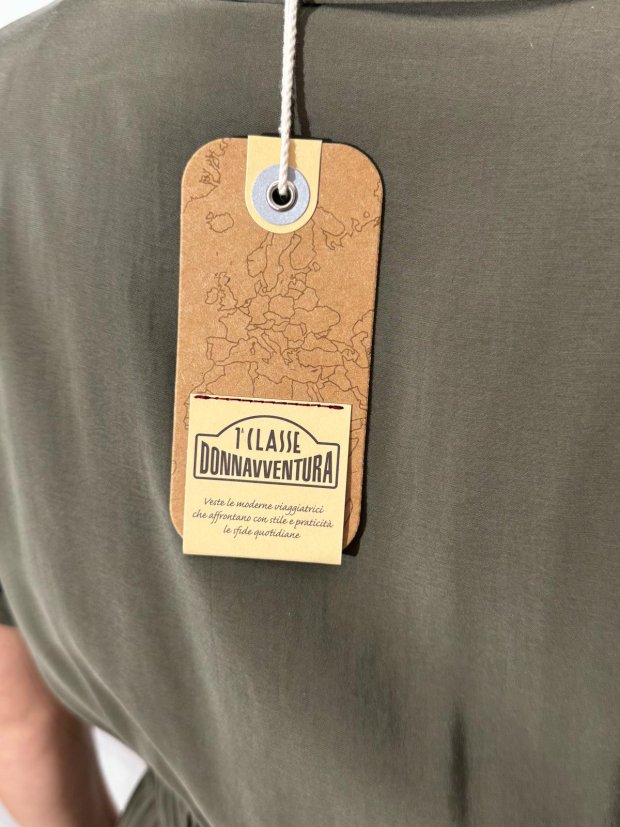 1ª CLASSE
DONNAVVENTURA
Veste le moderne viaggiatrici
che affrontano con stile e praticità
le sfide quotidiane